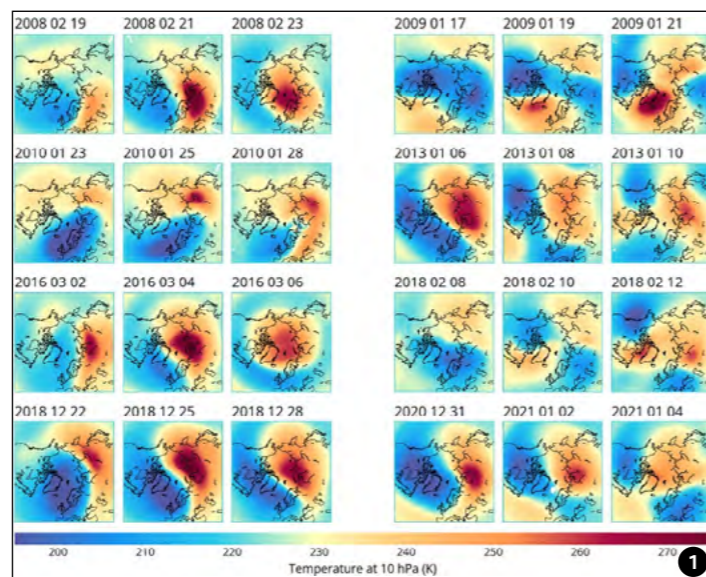 2008 02 19 2008 02 21 2008 02 23 2009 01 17 2009 01 19 2009 01 21
2010 01 23 2010 01 25 2010 01 28 2013 01 06 2013 01 08 2013 01 10
2016 03 02 2016 03 04 2016 03 06 2018 02 08 2018 02 10 2018 02 12
2018 12 22 2018 12 25 2018 12 28 2020 12 31 2021 01 02 2021 01 04
200 210 220 230 240 250 260 270
Temperature at 10 hPa (K)
1